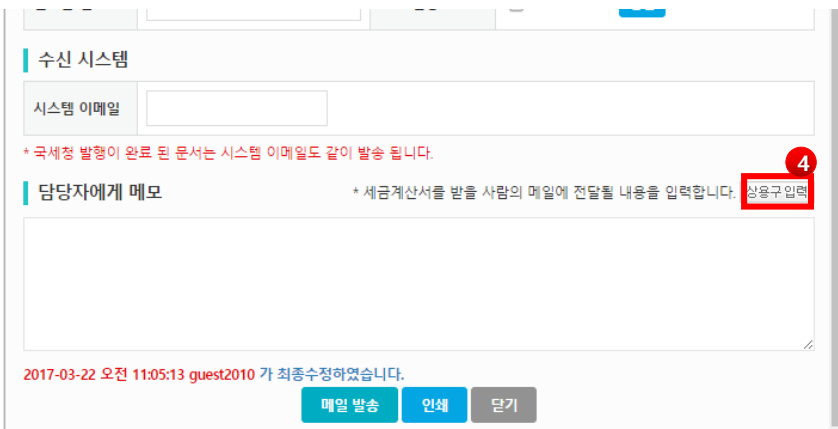 수신 시스템
시스템 이메일
* 국세청 발행이 완료 된 문서는 시스템 이메일도 같이 발송 됩니다.
4
담당자에게 메모 * 세금계산서를 받을 사람의 메일에 전달될 내용을 입력합니다. 상용구입력
2017-03-22 오전 11:05:13 guest2010 가 최종수정하였습니다.
메일 발송 인쇄 닫기